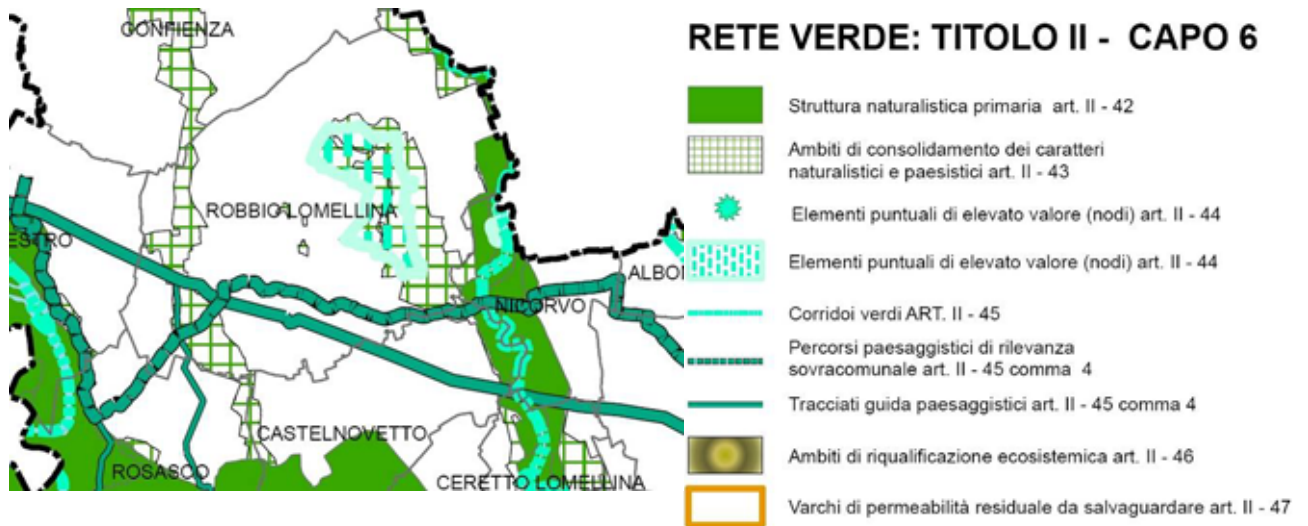 CONFIENZA
ROBBIO LOMELLINA
ESTRO
ALBON
NICORVO
CASTELNOVETTO
ROSASCO
CERETTO LOMELLINA
RETE VERDE: TITOLO II - CAPO 6
Struttura naturalistica primaria art. II - 42
Ambiti di consolidamento dei caratteri
naturalistici e paesistici art. II - 43
Elementi puntuali di elevato valore (nodi) art. II - 44
Elementi puntuali di elevato valore (nodi) art. II - 44
Corridoi verdi ART. II - 45
Percorsi paesaggistici di rilevanza
sovracomunale art. II - 45 comma 4
Tracciati guida paesaggistici art. II - 45 comma 4
Ambiti di riqualificazione ecosistemica art. II - 46
Varchi di permeabilità residuale da salvaguardare art. II - 47